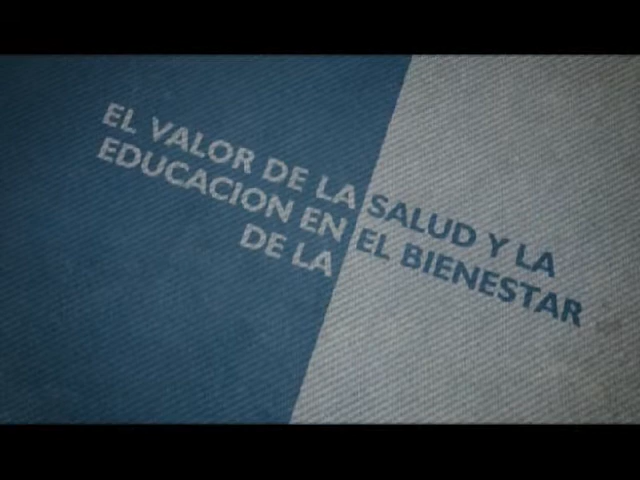 EL VALOR DE LA SALUD Y LA
EDUCACION EN EL BIENESTAR
DE LA